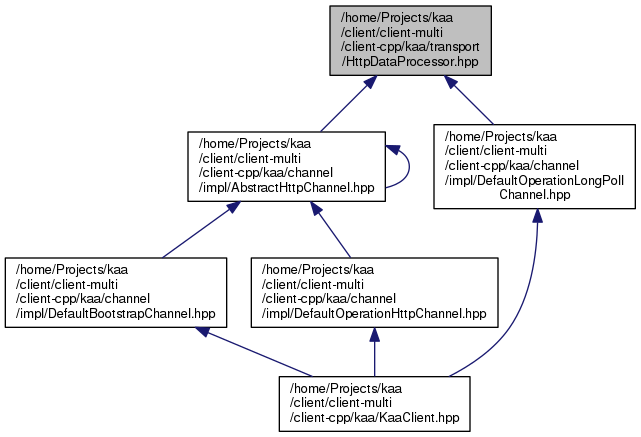 /home/Projects/kaa
/client/client-multi
/client-cpp/kaa/transport
/HttpDataProcessor.hpp
/home/Projects/kaa
/client/client-multi
/client-cpp/kaa/channel
/impl/AbstractHttpChannel.hpp
/home/Projects/kaa
/client/client-multi
/client-cpp/kaa/channel
/impl/DefaultOperationLongPoll
Channel.hpp
/home/Projects/kaa
/client/client-multi
/client-cpp/kaa/channel
/impl/DefaultBootstrapChannel.hpp
/home/Projects/kaa
/client/client-multi
/client-cpp/kaa/channel
/impl/DefaultOperationHttpChannel.hpp
/home/Projects/kaa
/client/client-multi
/client-cpp/kaa/KaaClient.hpp